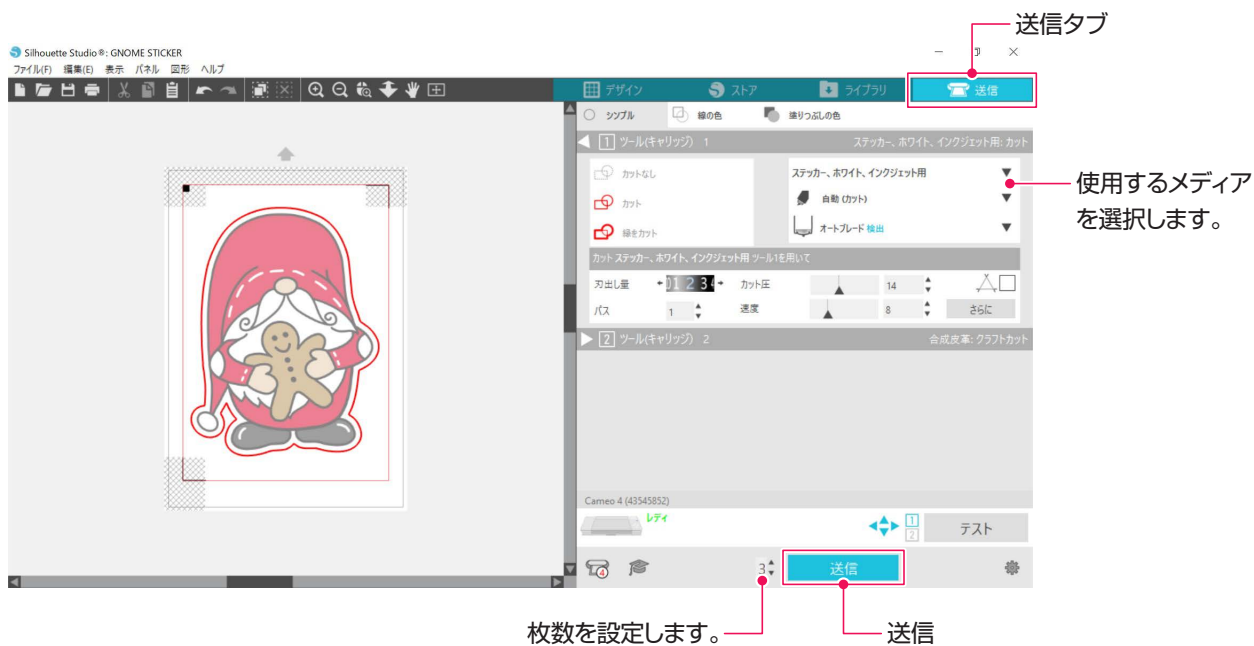 送信タブ
Silhouette Studio®: GNOME STICKER
ファイル(F) 編集(E) 表示 パネル 図形 ヘルプ
デザイン ストア ライブラリ 送信
シンプル 線の色 塗りつぶしの色
1 ツール(キャリッジ) 1 ステッカー、ホワイト、インクジェット用: カット
カットなし
カット
縁をカット
ステッカー、ホワイト、インクジェット用
自動 (カット)
オートブレード 検出
使用するメディア
を選択します。
カット ステッカー、ホワイト、インクジェット用 ツール1を用いて
刃出し量 01234 カット圧 14
パス 1 速度 8 さらに
2 ツール(キャリッジ) 2 合成皮革: クラフトカット
Cameo 4 (43545852)
レディ
1
2
テスト
4 3 送信
枚数を設定します。 送信